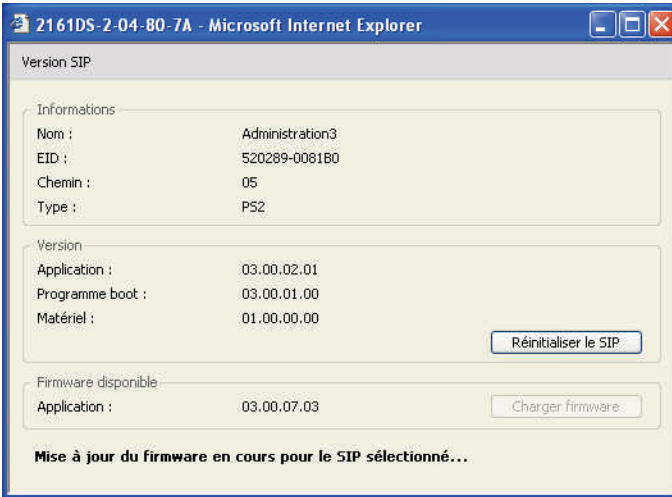 2161DS-2-04-80-7A - Microsoft Internet Explorer
Version SIP
Informations
Nom : Administration3
EID : 520289-0081B0
Chemin : 05
Type : PS2
Version
Application : 03.00.02.01
Programme boot : 03.00.01.00
Matériel : 01.00.00.00
Réinitialiser le SIP
Firmware disponible
Application : 03.00.07.03 Charger firmware
Mise à jour du firmware en cours pour le SIP sélectionné...